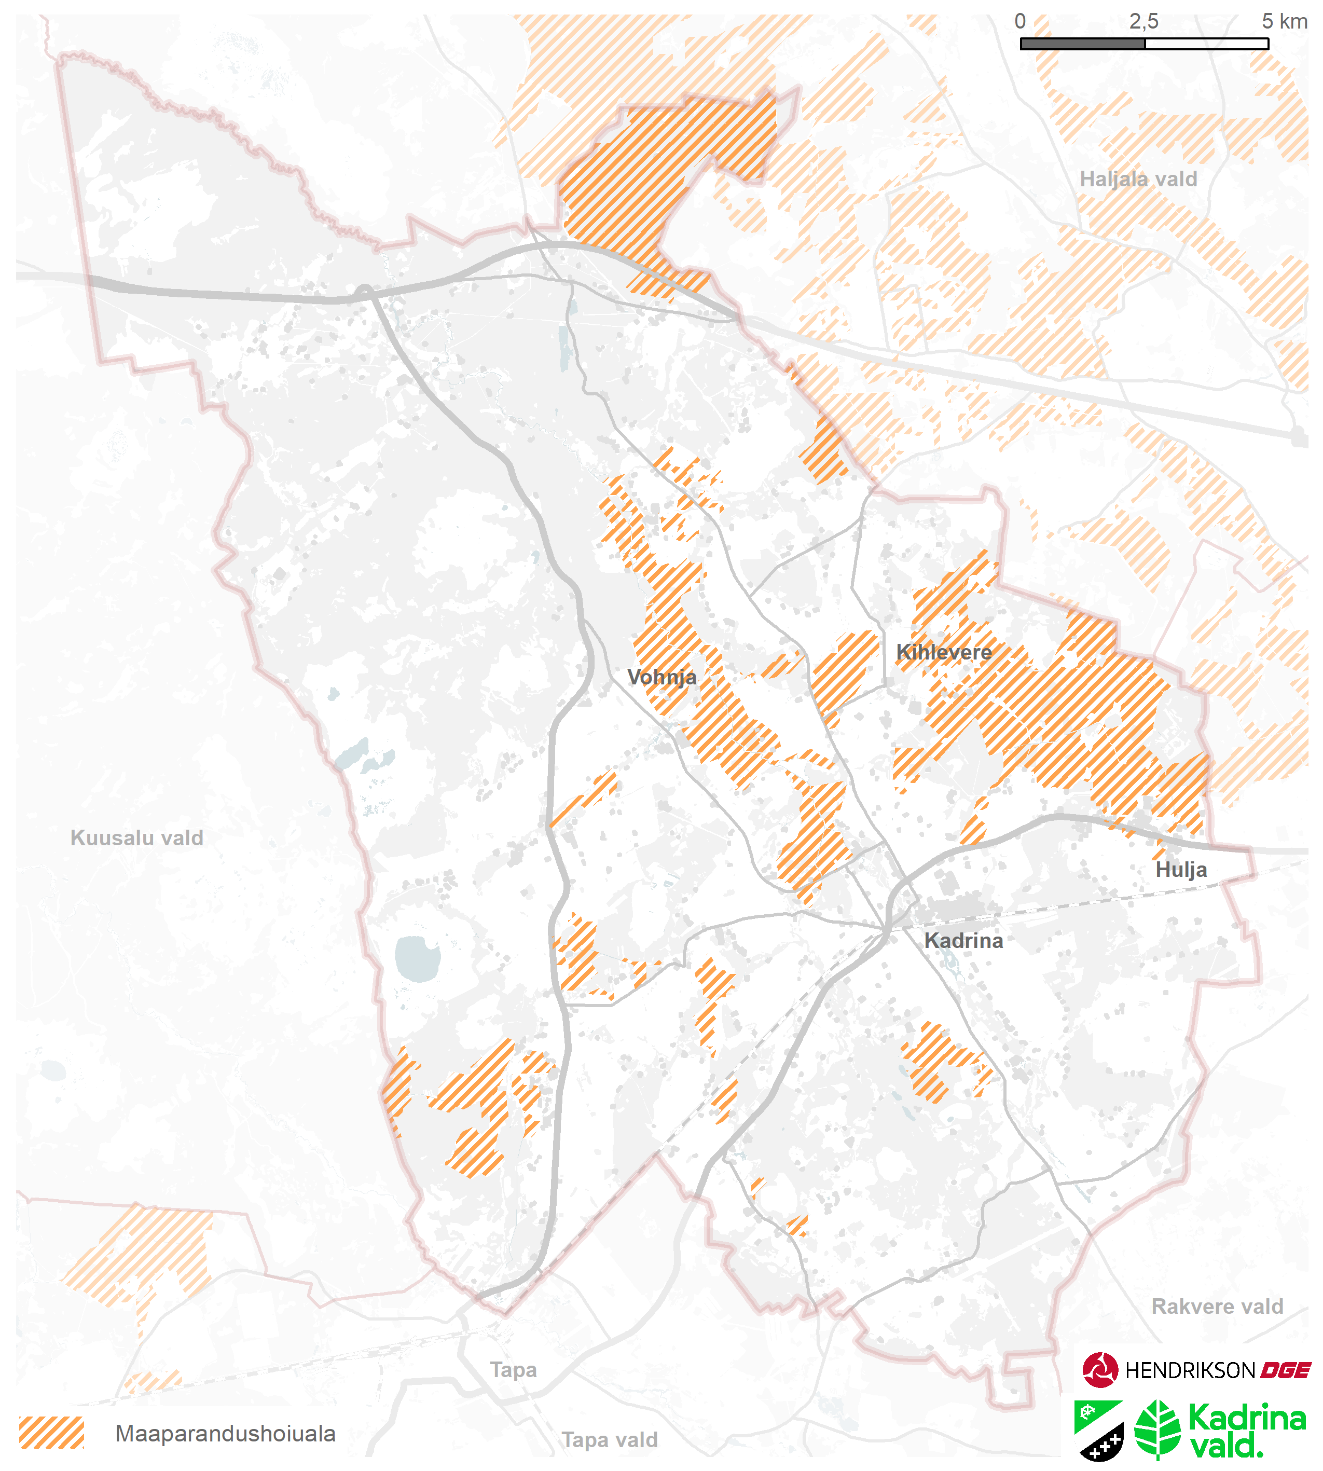 0 2,5 5 km
Haljala vald
Kihlevere
Vohnja
Kuusalu vald
Hulja
Kadrina
Rakvere vald
Tapa
HENDRIKSON DGE
Maaparandushoiuala
Tapa vald
Kadrina
vald.